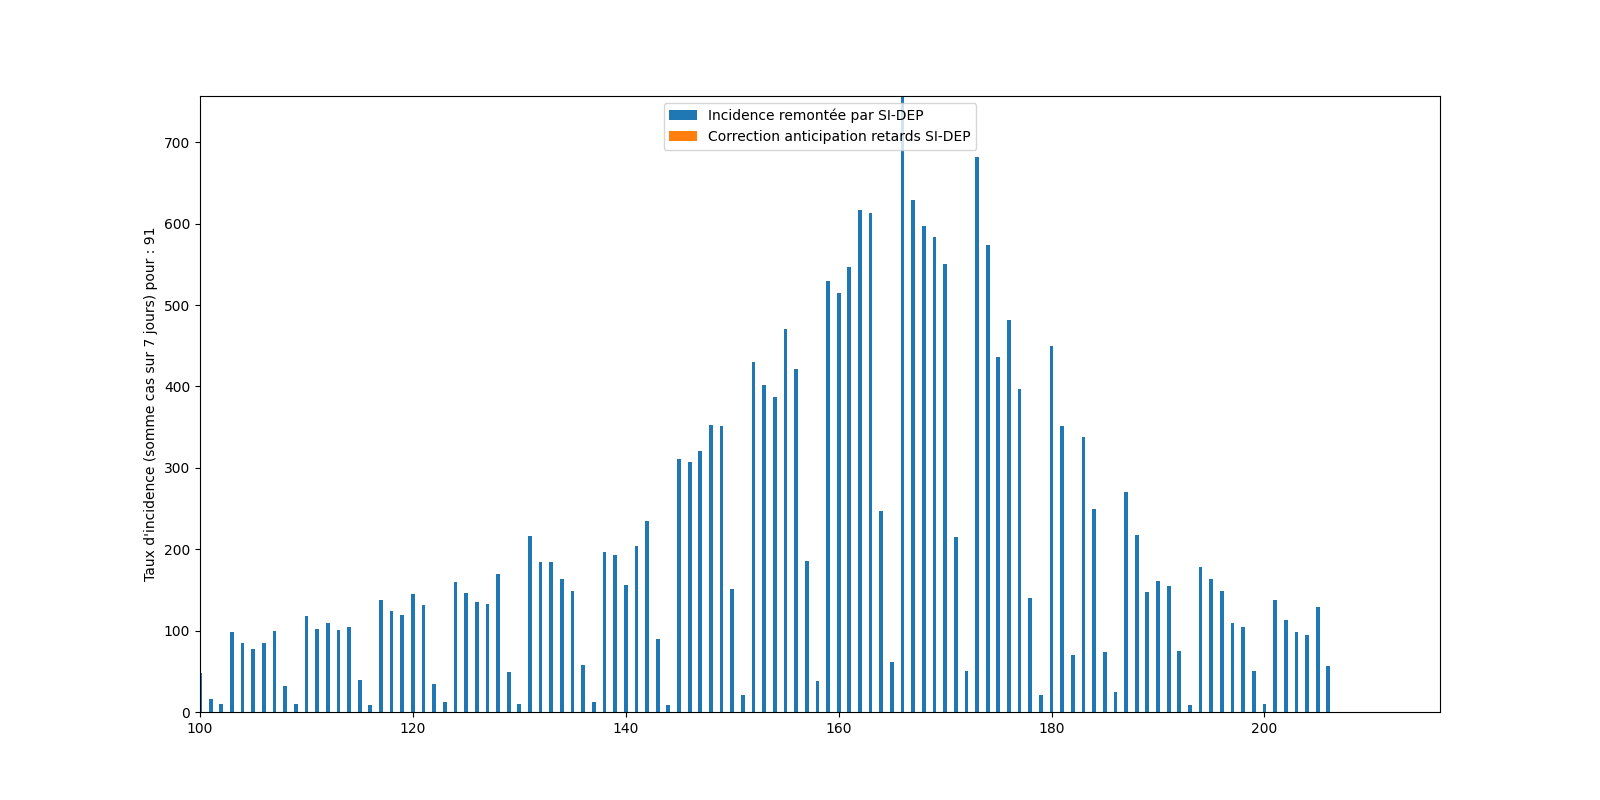 Incidence remontée par SI-DEP
Correction anticipation retards SI-DEP
Taux d'incidence (somme cas sur 7 jours) pour : 91
700
600
500
400
300
200
100
0
100 120 140 160 180 200